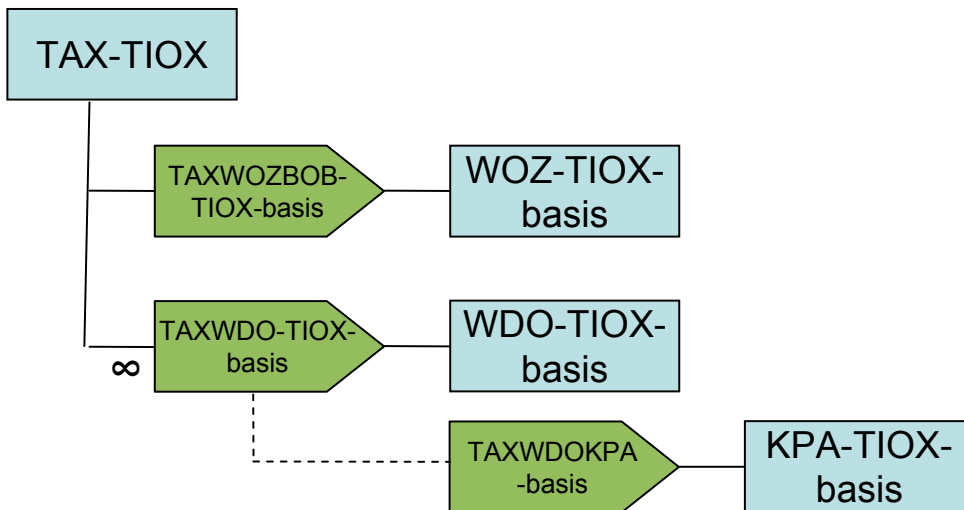 TAX-TIOX
TAXWOZBOB-
TIOX-basis
WOZ-TIOX-
basis
TAXWDO-TIOX-
basis
WDO-TIOX-
basis
∞
TAXWDOKPA
-basis
KPA-TIOX-
basis